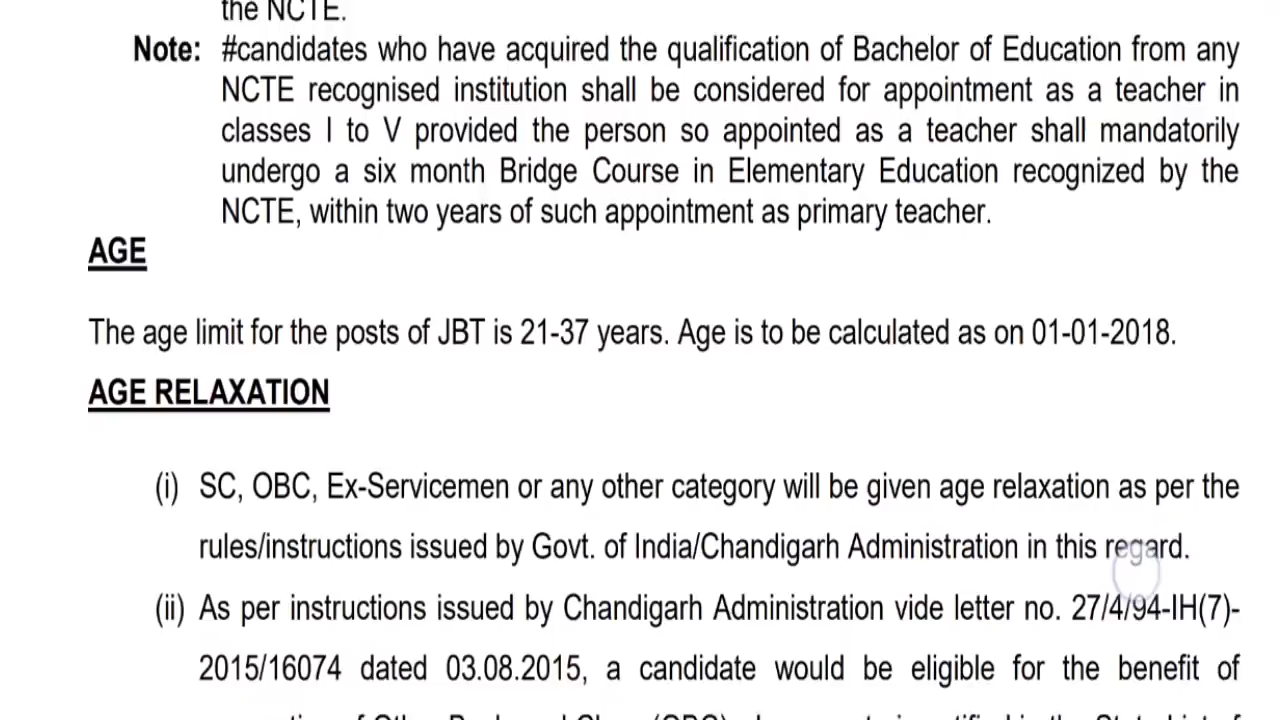 the NCTE.
Note: #candidates who have acquired the qualification of Bachelor of Education from any
NCTE recognised institution shall be considered for appointment as a teacher in
classes I to V provided the person so appointed as a teacher shall mandatorily
undergo a six month Bridge Course in Elementary Education recognized by the
NCTE, within two years of such appointment as primary teacher.
AGE
The age limit for the posts of JBT is 21-37 years. Age is to be calculated as on 01-01-2018.
AGE RELAXATION
(i) SC, OBC, Ex-Servicemen or any other category will be given age relaxation as per the
rules/instructions issued by Govt. of India/Chandigarh Administration in this regard.
(ii) As per instructions issued by Chandigarh Administration vide letter no. 27/4/94-IH(7)-
2015/16074 dated 03.08.2015, a candidate would be eligible for the benefit of